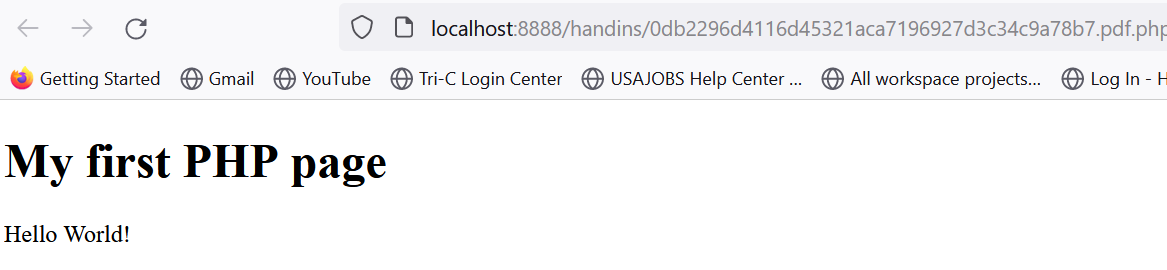 localhost:8888/handins/0db2296d4116d45321aca7196927d3c34c9a78b7.pdf.php
Getting Started Gmail YouTube Tri-C Login Center USAJOBS Help Center ... All workspace projects... Log In - H
My first PHP page
Hello World!